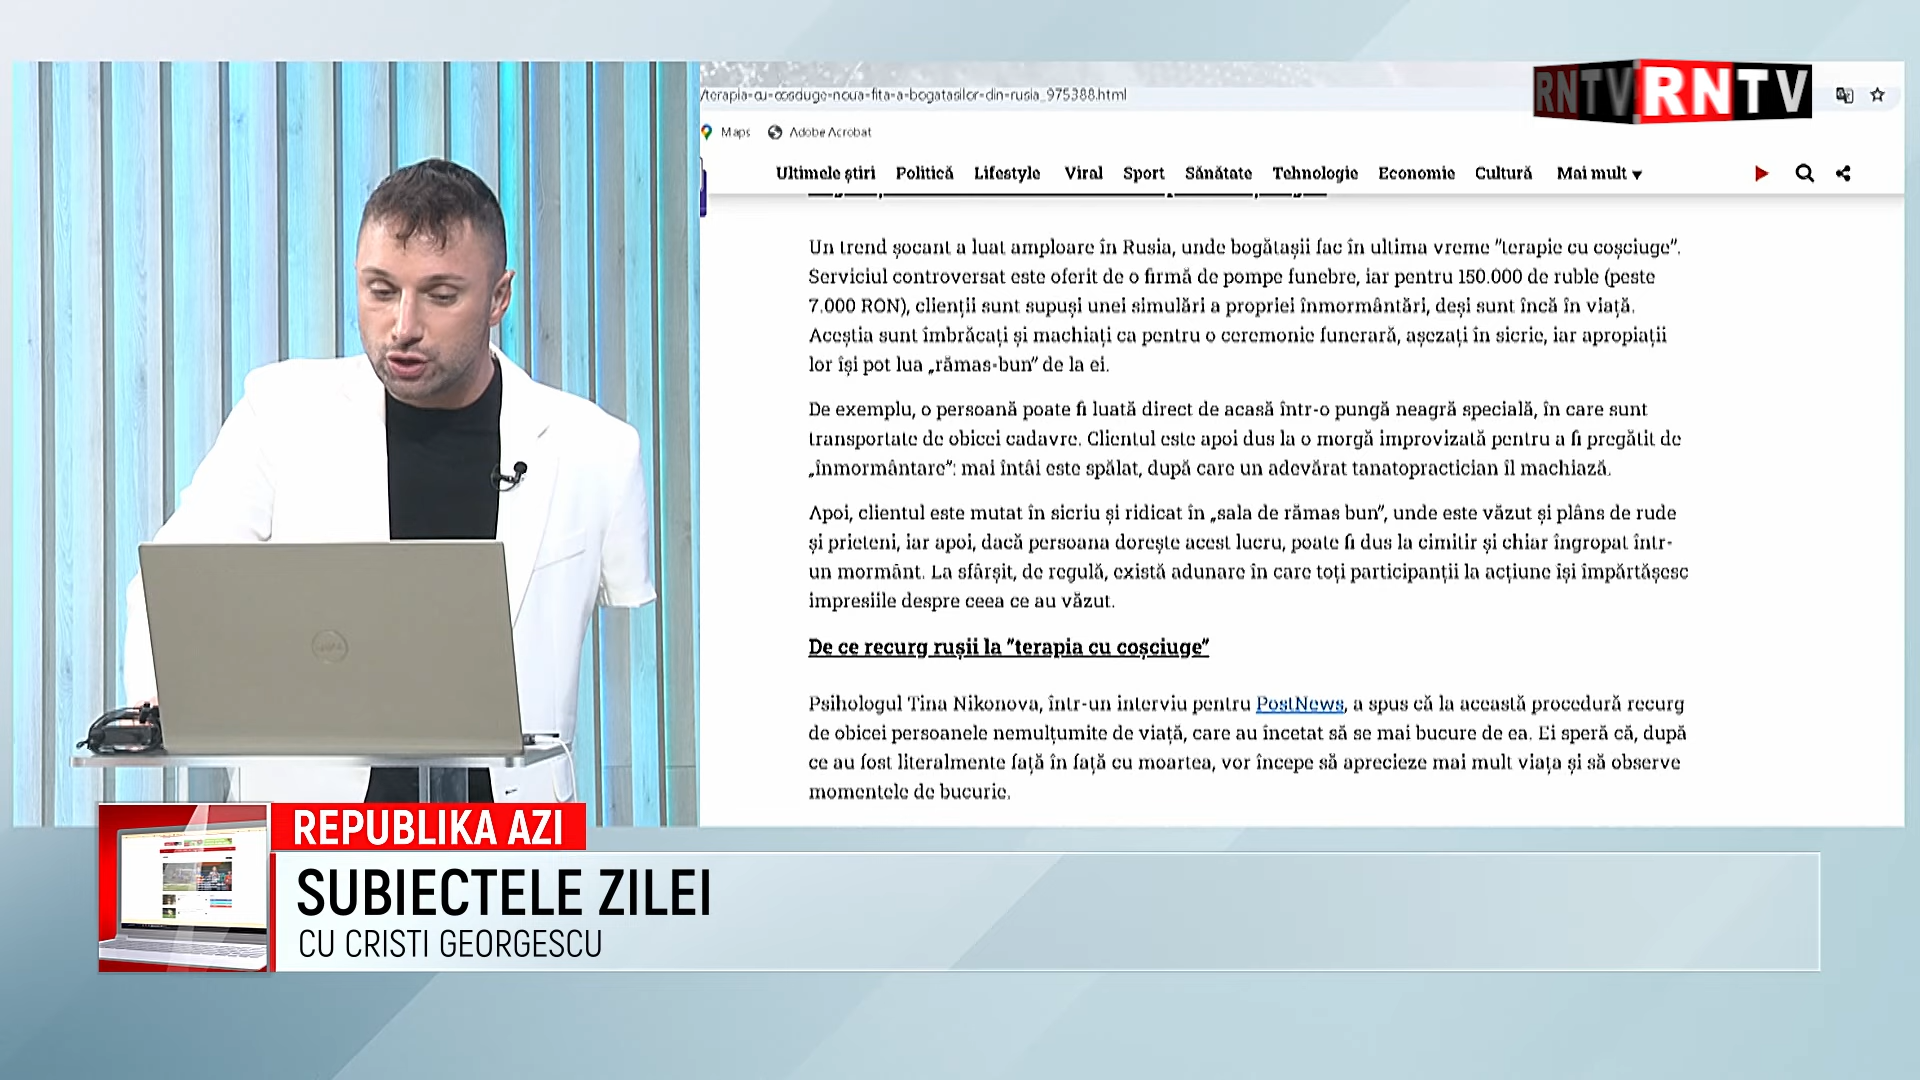 RNTV RNTV
/terapia-cu-cosciuge-noua-fita-a-bogatasilor-din-rusia_975388.html
Maps Adobe Acrobat
Ultimele știri Politică Lifestyle Viral Sport Sănătate Tehnologie Economie Cultură Mai mult
Un trend șocant a luat amploare în Rusia, unde bogătașii fac în ultima vreme "terapie cu coșciuge".
Serviciul controversat este oferit de o firmă de pompe funebre, iar pentru 150.000 de ruble (peste
7.000 RON), clienții sunt supuși unei simulări a propriei înmormântări, deși sunt încă în viață.
Aceștia sunt îmbrăcați și machiați ca pentru o ceremonie funerară, așezați în sicrie, iar apropiații
lor își pot lua „rămas-bun” de la ei.
De exemplu, o persoană poate fi luată direct de acasă într-o pungă neagră specială, în care sunt
transportate de obicei cadavre. Clientul este apoi dus la o morgă improvizată pentru a fi pregătit de
„înmormântare”: mai întâi este spălat, după care un adevărat tanatopractician îl machiază.
Apoi, clientul este mutat în sicriu și ridicat în „sala de rămas bun”, unde este văzut și plâns de rude
și prieteni, iar apoi, dacă persoana dorește acest lucru, poate fi dus la cimitir și chiar îngropat într-
un mormânt. La sfârșit, de regulă, există adunare în care toți participanții la acțiune își împărtășesc
impresiile despre ceea ce au văzut.
De ce recurg rușii la "terapia cu coșciuge"
Psihologul Tina Nikonova, într-un interviu pentru PostNews, a spus că la această procedură recurg
de obicei persoanele nemulțumite de viață, care au încetat să se mai bucure de ea. Ei speră că, după
ce au fost literalmente față în față cu moartea, vor începe să aprecieze mai mult viața și să observe
momentele de bucurie.
DELL
REPUBLIKA AZI
SUBIECTELE ZILEI
CU CRISTI GEORGESCU